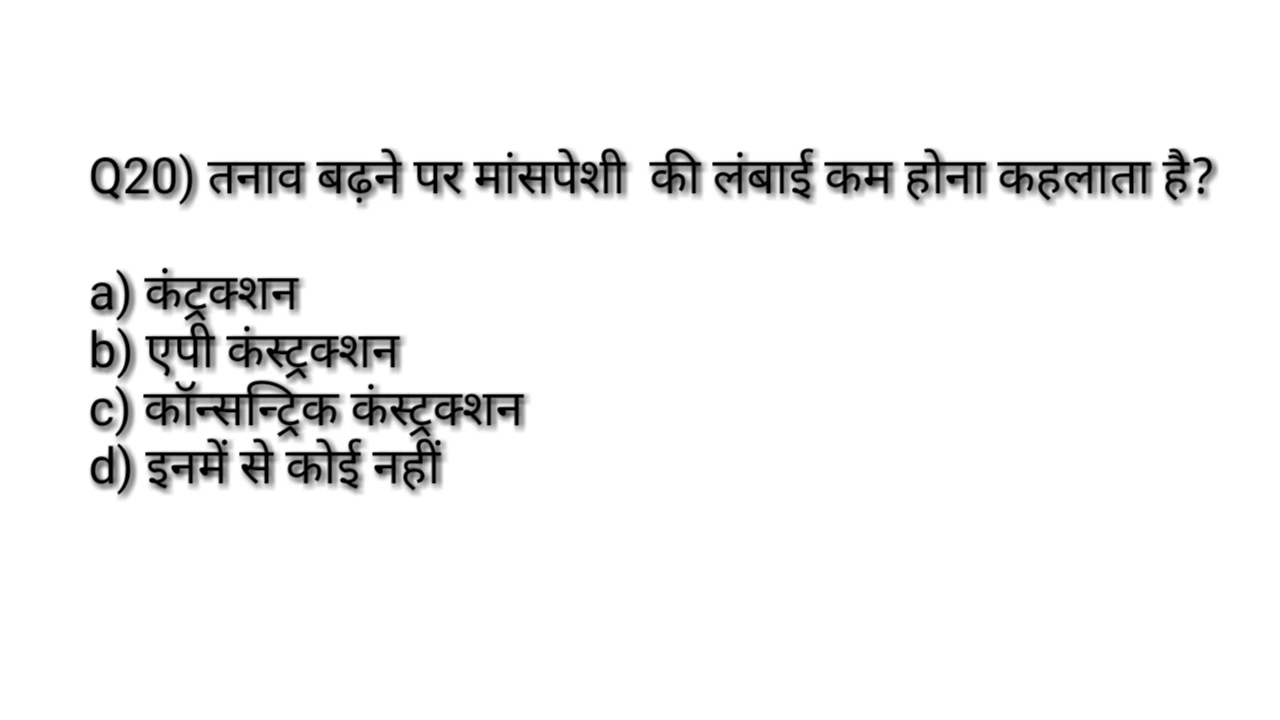 Q20) तनाव बढ़ने पर मांसपेशी की लंबाई कम होना कहलाता है?
a) कंट्रक्शन
b) एपी कंस्ट्रक्शन
c) कॉन्सन्ट्रिक कंस्ट्रक्शन
d) इनमें से कोई नहीं